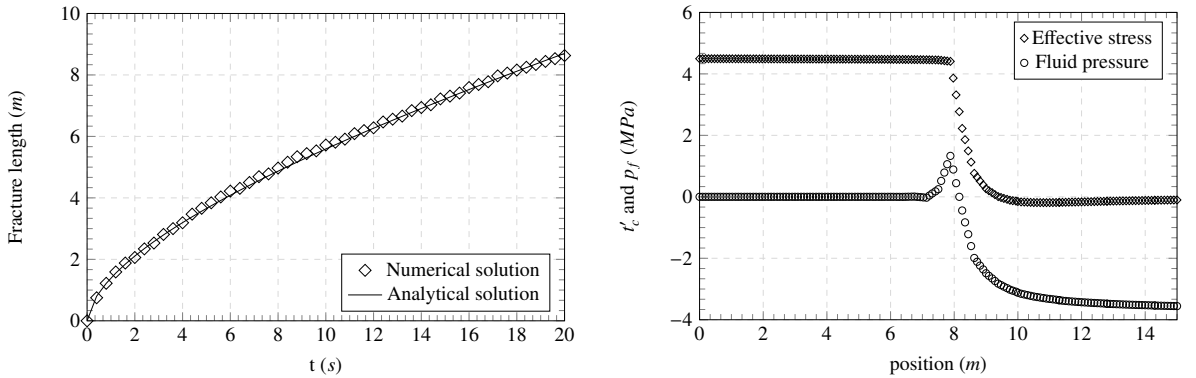 10
8
6
4
2
0
Fracture length (m)
Numerical solution
Analytical solution
0 2 4 6 8 10 12 14 16 18 20
t (s)
6
4
2
0
−2
−4
t′c and pf (MPa)
Effective stress
Fluid pressure
0 2 4 6 8 10 12 14
position (m)